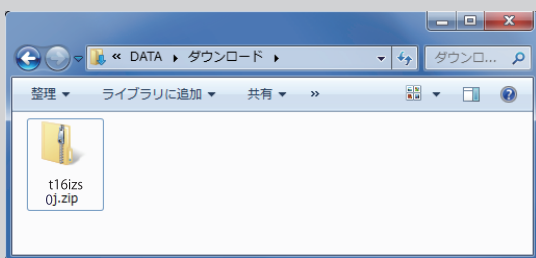 « DATA ▸ ダウンロード ▸ ダウンロ...
整理 ▼ ライブラリに追加 ▼ 共有 ▼ »
t16izs
0j.zip